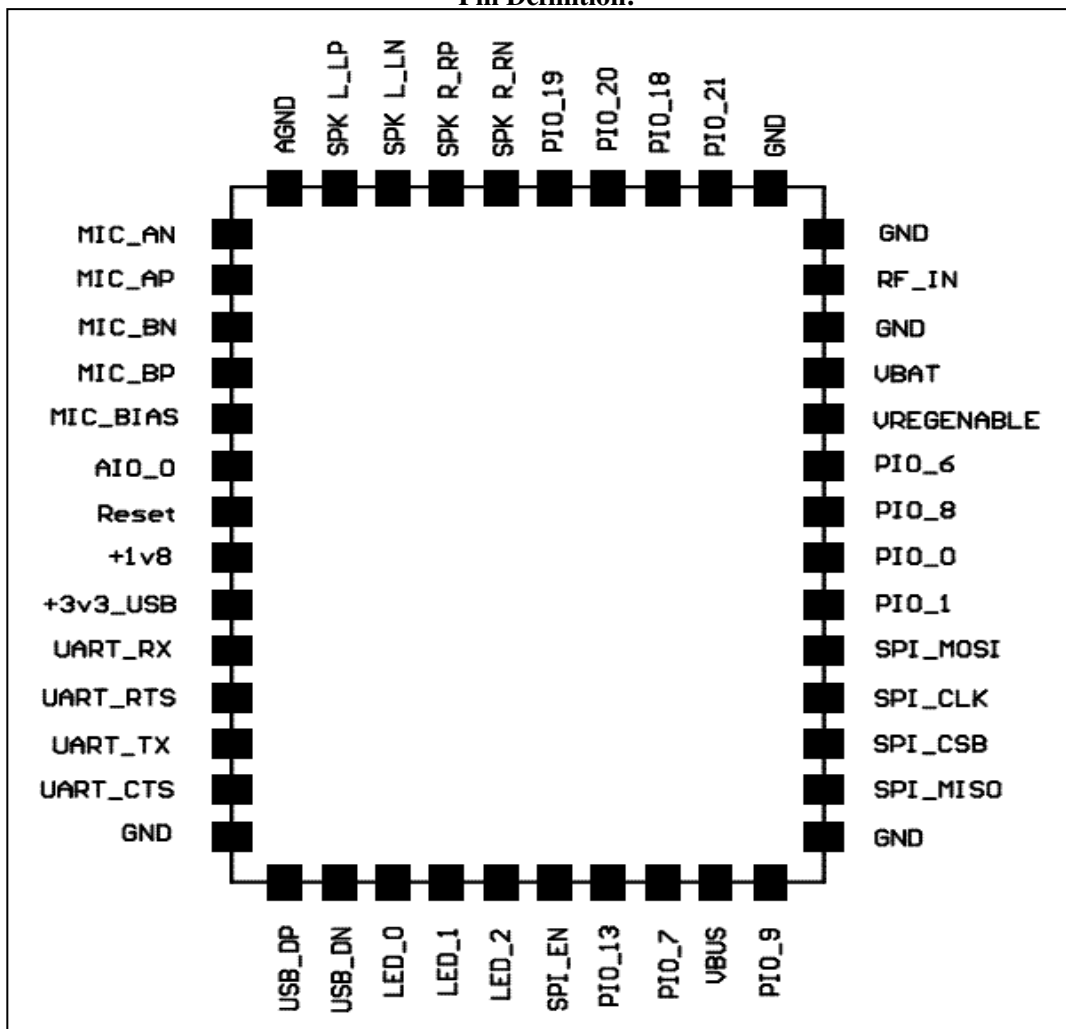 Pin Definition:
AGND
SPK L_LP
SPK L_LN
SPK R_RP
SPK R_RN
PIO_19
PIO_20
PIO_18
PIO_21
GND
MIC_AN
MIC_AP
MIC_BN
MIC_BP
MIC_BIAS
AIO_0
Reset
+1v8
+3v3_USB
UART_RX
UART_RTS
UART_TX
UART_CTS
GND
GND
RF_IN
GND
VBAT
VREGENABLE
PIO_6
PIO_8
PIO_0
PIO_1
SPI_MOSI
SPI_CLK
SPI_CSB
SPI_MISO
GND
USB_DP
USB_DN
LED_0
LED_1
LED_2
SPI_EN
PIO_13
PIO_7
VBUS
PIO_9